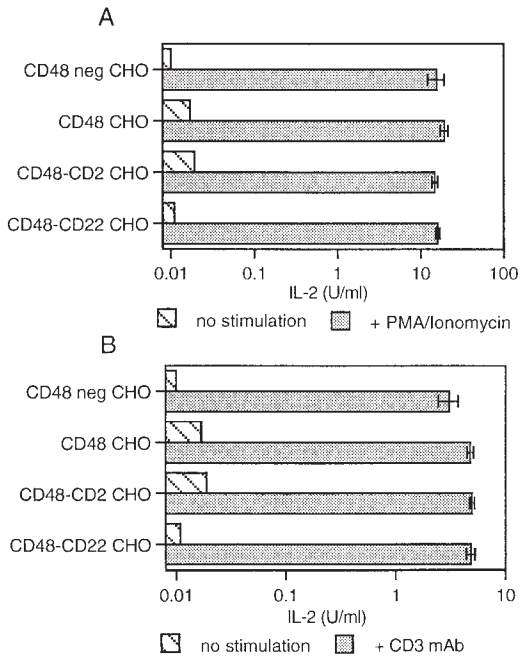 A
CD48 neg CHO
CD48 CHO
CD48-CD2 CHO
CD48-CD22 CHO
0.01 0.1 1 10 100
IL-2 (U/ml)
no stimulation + PMA/Ionomycin
B
CD48 neg CHO
CD48 CHO
CD48-CD2 CHO
CD48-CD22 CHO
0.01 0.1 1 10
IL-2 (U/ml)
no stimulation + CD3 mAb